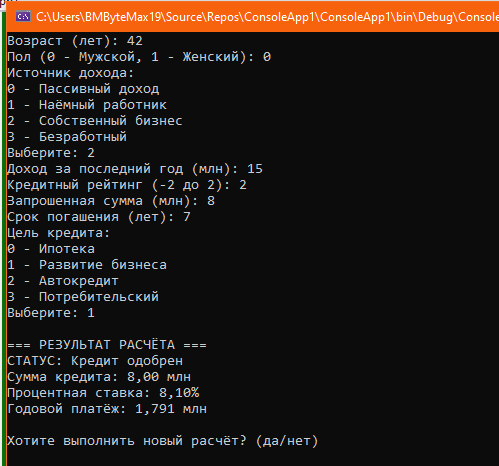 C:\Users\BMByteMax19\Source\Repos\ConsoleApp1\ConsoleApp1\bin\Debug\Consol
Возраст (лет): 42
Пол (0 - Мужской, 1 - Женский): 0
Источник дохода:
0 - Пассивный доход
1 - Наёмный работник
2 - Собственный бизнес
3 - Безработный
Выберите: 2
Доход за последний год (млн): 15
Кредитный рейтинг (-2 до 2): 2
Запрошенная сумма (млн): 8
Срок погашения (лет): 7
Цель кредита:
0 - Ипотека
1 - Развитие бизнеса
2 - Автокредит
3 - Потребительский
Выберите: 1
=== РЕЗУЛЬТАТ РАСЧЁТА ===
СТАТУС: Кредит одобрен
Сумма кредита: 8,00 млн
Процентная ставка: 8,10%
Годовой платёж: 1,791 млн
Хотите выполнить новый расчёт? (да/нет)